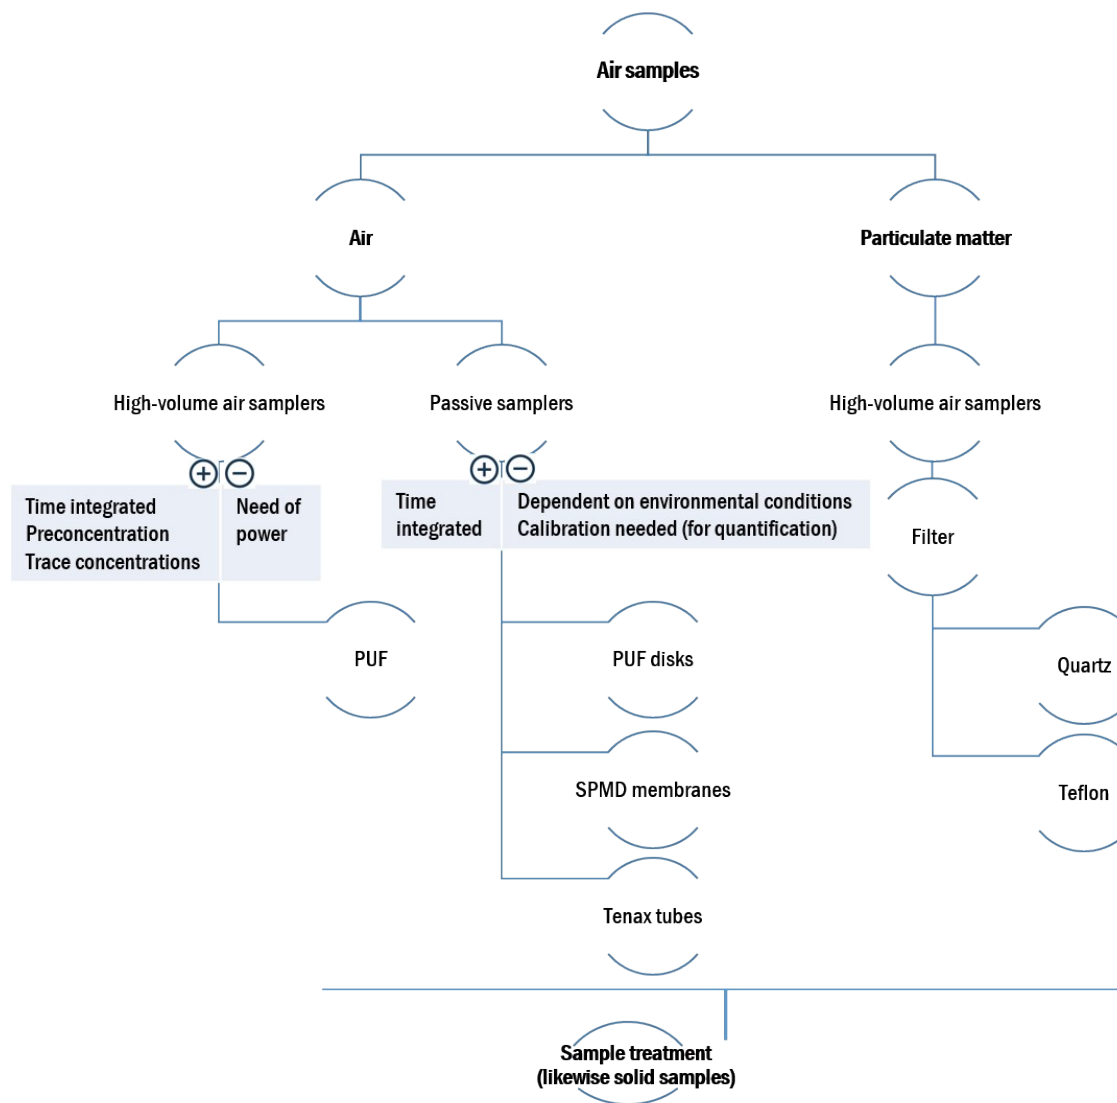 Air samples
Air
Particulate matter
High-volume air samplers
Passive samplers
High-volume air samplers
+ −
Time integrated
Preconcentration
Trace concentrations
Need of
power
+ −
Time
integrated
Dependent on environmental conditions
Calibration needed (for quantification)
Filter
PUF
PUF disks
Quartz
SPMD membranes
Teflon
Tenax tubes
Sample treatment
(likewise solid samples)